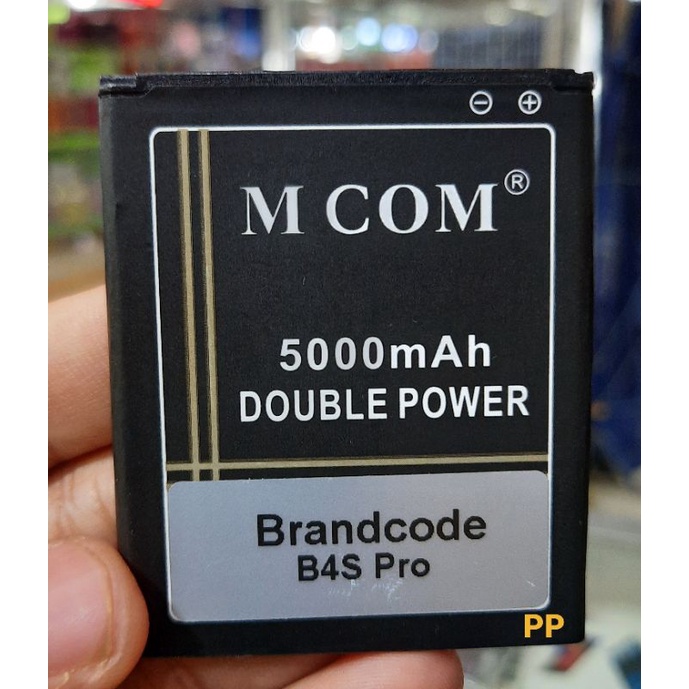 ⊖ ⊕
M COM®
5000mAh
DOUBLE POWER
Brandcode
B4S Pro
PP